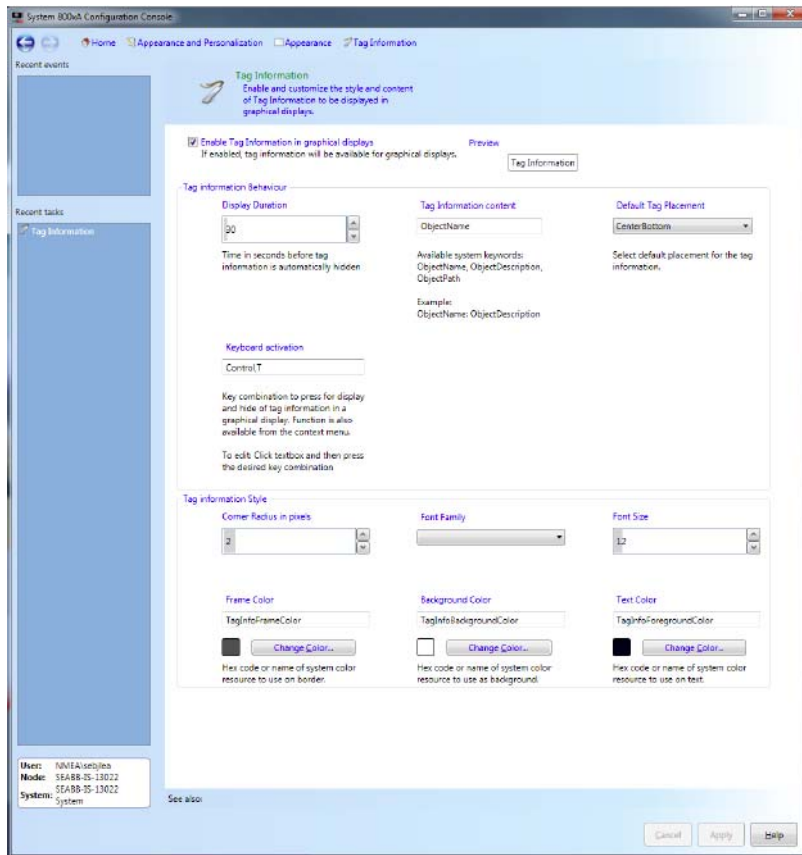 System 800xA Configuration Console
Home Appearance and Personalization Appearance Tag Information
Recent events
Tag Information
Enable and customize the style and content
of Tag Information to be displayed in
graphical displays.
Enable Tag Information in graphical displays
If enabled, tag information will be available for graphical displays.
Preview
Tag Information
Tag information Behaviour
Display Duration
30
Time in seconds before tag
information is automatically hidden
Tag Information content
ObjectName
Available system keywords:
ObjectName, ObjectDescription,
ObjectPath
Example:
ObjectName: ObjectDescription
Default Tag Placement
CenterBottom
Select default placement for the tag
information.
Recent tasks
Tag Information
Keyboard activation
Control,T
Key combination to press for display
and hide of tag information in a
graphical display. Function is also
available from the context menu.
To edit: Click textbox and then press
the desired key combination
Tag information Style
Corner Radius in pixels
2
Font Family
Font Size
12
Frame Color
TagInfoFrameColor
Change Color...
Hex code or name of system color
resource to use on border.
Background Color
TagInfoBackgroundColor
Change Color...
Hex code or name of system color
resource to use as background.
Text Color
TagInfoForegroundColor
Change Color...
Hex code or name of system color
resource to use on text.
User: NMEA\sebjlea
Node: SEABB-IS-13022
System: SEABB-IS-13022
System
See also:
Cancel Apply Help